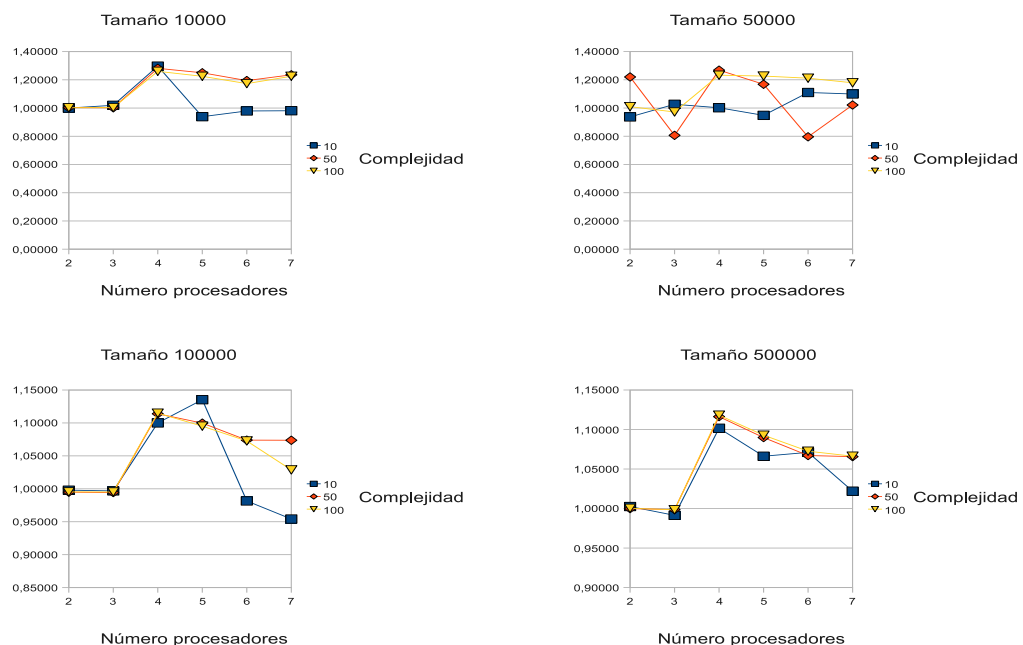 Tamaño 10000
1,40000
1,20000
1,00000
0,80000
0,60000
0,40000
0,20000
0,00000
2 3 4 5 6 7
Número procesadores
10
50
100
Complejidad
Tamaño 50000
1,40000
1,20000
1,00000
0,80000
0,60000
0,40000
0,20000
0,00000
2 3 4 5 6 7
Número procesadores
10
50
100
Complejidad
Tamaño 100000
1,15000
1,10000
1,05000
1,00000
0,95000
0,90000
0,85000
2 3 4 5 6 7
Número procesadores
10
50
100
Complejidad
Tamaño 500000
1,15000
1,10000
1,05000
1,00000
0,95000
0,90000
2 3 4 5 6 7
Número procesadores
10
50
100
Complejidad